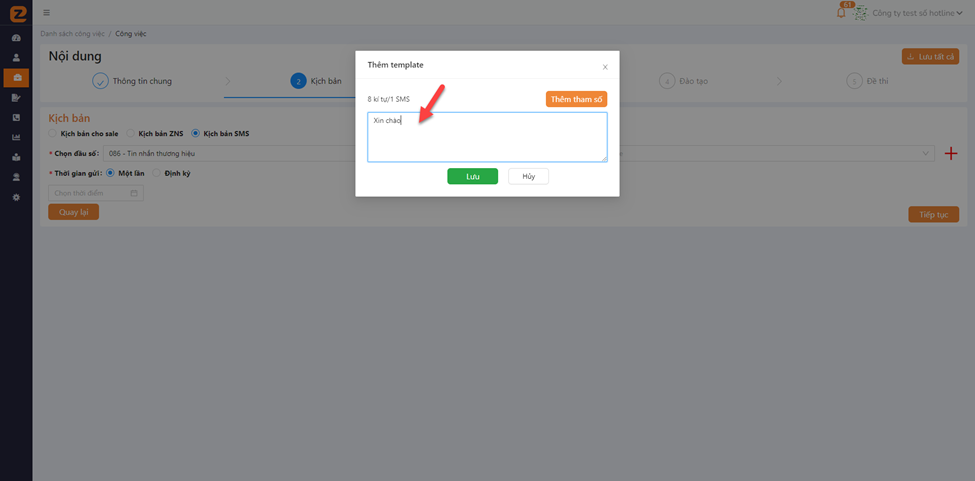 51
Công ty test số hotline
Danh sách công việc / Công việc
Nội dung
Lưu tất cả
Thông tin chung
2 Kịch bản
4 Đào tạo
5 Đề thi
Thêm template
x
8 kí tự/1 SMS
Thêm tham số
Xin chào
Lưu
Hủy
Kịch bản
Kịch bản cho sale
Kịch bản ZNS
Kịch bản SMS
* Chọn đầu số:
086 - Tin nhắn thương hiệu
* Thời gian gửi:
Một lần
Định kỳ
Chọn thời điểm
Quay lại
Tiếp tục